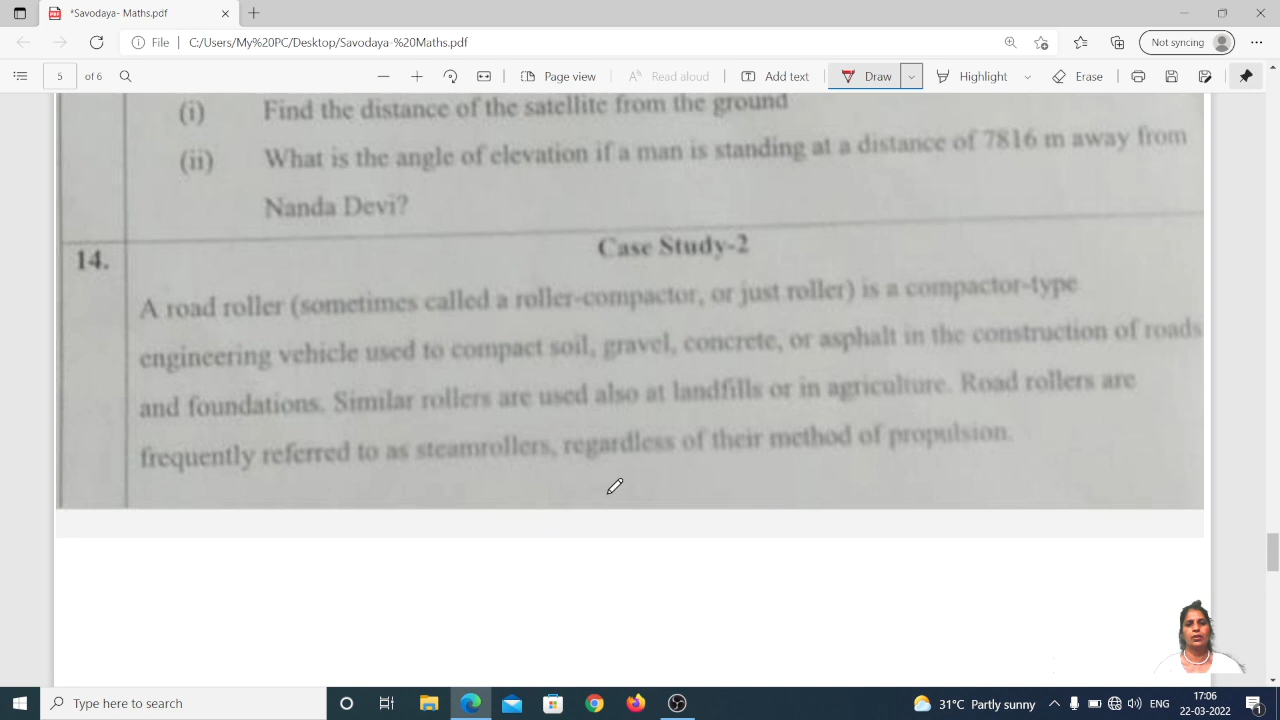 *Savodaya- Maths.pdf
File | C:/Users/My%20PC/Desktop/Savodaya-%20Maths.pdf
Not syncing
5 of 6
Page view
Read aloud
Add text
Draw
Highlight
Erase
(i) Find the distance of the satellite from the ground
(ii) What is the angle of elevation if a man is standing at a distance of 7816 m away from
Nanda Devi?
14. Case Study-2
A road roller (sometimes called a roller-compactor, or just roller) is a compactor-type
engineering vehicle used to compact soil, gravel, concrete, or asphalt in the construction of roads
and foundations. Similar rollers are used also at landfills or in agriculture. Road rollers are
frequently referred to as steamrollers, regardless of their method of propulsion.
Type here to search
31°C Partly sunny
ENG
17:06
22-03-2022